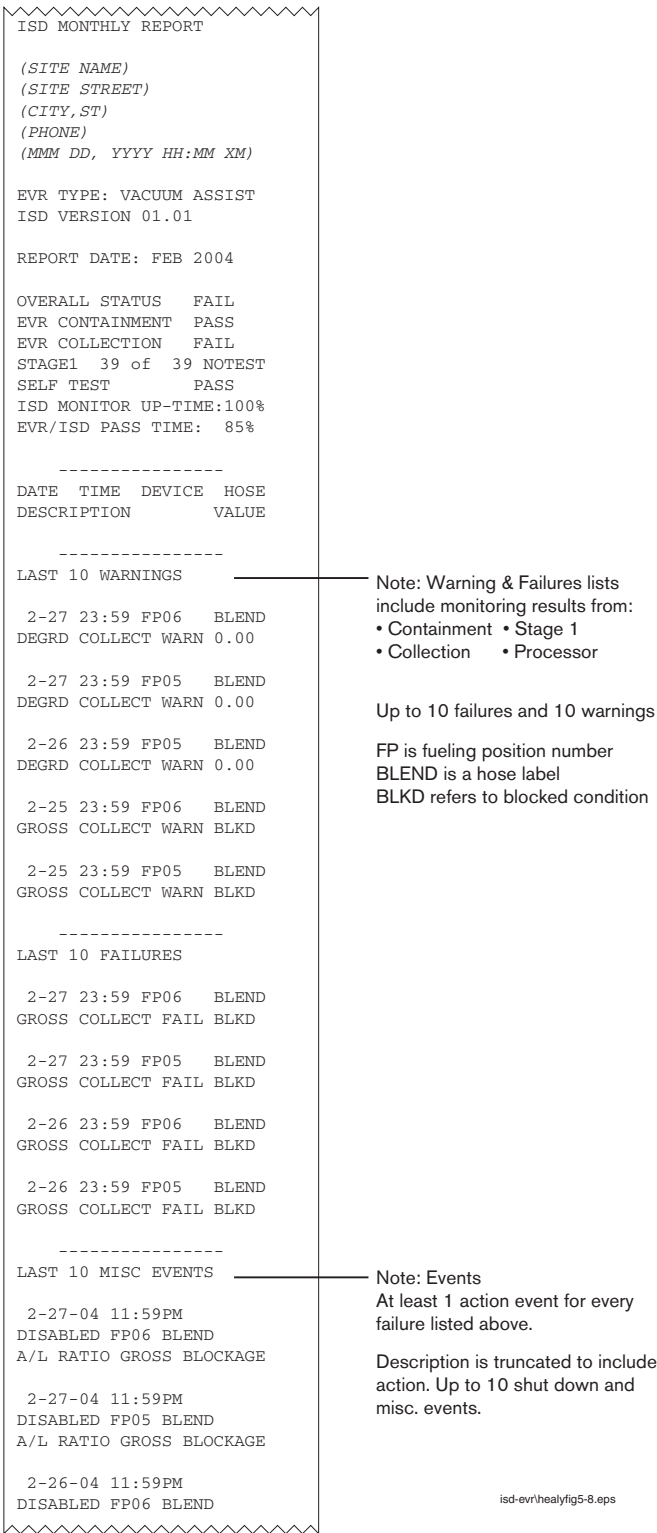 ISD MONTHLY REPORT
(SITE NAME)
(SITE STREET)
(CITY,ST)
(PHONE)
(MMM DD, YYYY HH:MM XM)
EVR TYPE: VACUUM ASSIST
ISD VERSION 01.01
REPORT DATE: FEB 2004
OVERALL STATUS FAIL
EVR CONTAINMENT PASS
EVR COLLECTION FAIL
STAGE1 39 of 39 NOTEST
SELF TEST PASS
ISD MONITOR UP-TIME:100%
EVR/ISD PASS TIME: 85%
----------------
DATE TIME DEVICE HOSE
DESCRIPTION VALUE
----------------
LAST 10 WARNINGS
2-27 23:59 FP06 BLEND
DEGRD COLLECT WARN 0.00
2-27 23:59 FP05 BLEND
DEGRD COLLECT WARN 0.00
2-26 23:59 FP05 BLEND
DEGRD COLLECT WARN 0.00
2-25 23:59 FP06 BLEND
GROSS COLLECT WARN BLKD
2-25 23:59 FP05 BLEND
GROSS COLLECT WARN BLKD
----------------
LAST 10 FAILURES
2-27 23:59 FP06 BLEND
GROSS COLLECT FAIL BLKD
2-27 23:59 FP05 BLEND
GROSS COLLECT FAIL BLKD
2-26 23:59 FP06 BLEND
GROSS COLLECT FAIL BLKD
2-26 23:59 FP05 BLEND
GROSS COLLECT FAIL BLKD
----------------
LAST 10 MISC EVENTS
2-27-04 11:59PM
DISABLED FP06 BLEND
A/L RATIO GROSS BLOCKAGE
2-27-04 11:59PM
DISABLED FP05 BLEND
A/L RATIO GROSS BLOCKAGE
2-26-04 11:59PM
DISABLED FP06 BLEND
Note: Warning & Failures lists
include monitoring results from:
• Containment • Stage 1
• Collection • Processor
Up to 10 failures and 10 warnings
FP is fueling position number
BLEND is a hose label
BLKD refers to blocked condition
Note: Events
At least 1 action event for every
failure listed above.
Description is truncated to include
action. Up to 10 shut down and
misc. events.
isd-evr\healyfig5-8.eps